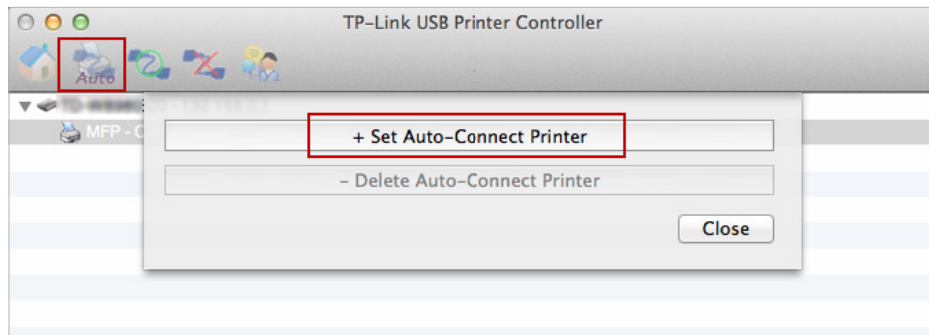 TP-Link USB Printer Controller
Auto
MFP - C
+ Set Auto-Connect Printer
- Delete Auto-Connect Printer
Close